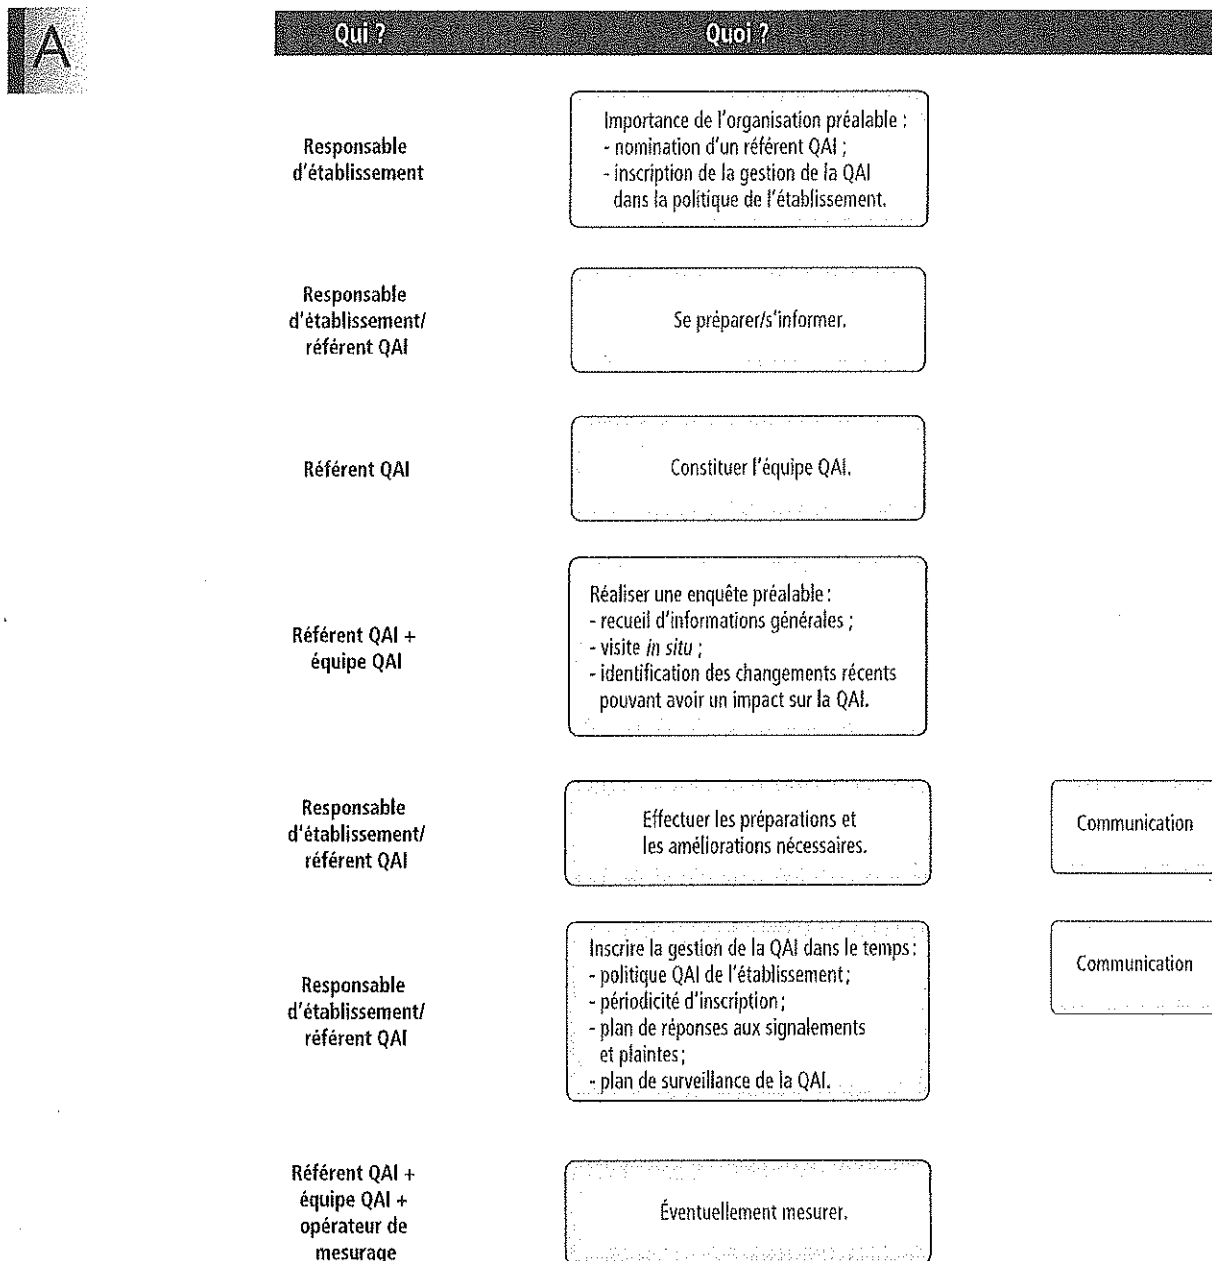 A
Qui ?
Quoi ?
Responsable
d'établissement
Importance de l'organisation préalable :
- nomination d'un référent QAI ;
- inscription de la gestion de la QAI
dans la politique de l'établissement.
Responsable
d'établissement/
référent QAI
Se préparer/s'informer.
Référent QAI
Constituer l'équipe QAI.
Référent QAI +
équipe QAI
Réaliser une enquête préalable :
- recueil d'informations générales ;
- visite in situ ;
- identification des changements récents
pouvant avoir un impact sur la QAI.
Responsable
d'établissement/
référent QAI
Effectuer les préparations et
les améliorations nécessaires.
Communication
Responsable
d'établissement/
référent QAI
Inscrire la gestion de la QAI dans le temps :
- politique QAI de l'établissement ;
- périodicité d'inscription ;
- plan de réponses aux signalements
et plaintes ;
- plan de surveillance de la QAI.
Communication
Référent QAI +
équipe QAI +
opérateur de
mesurage
Éventuellement mesurer.